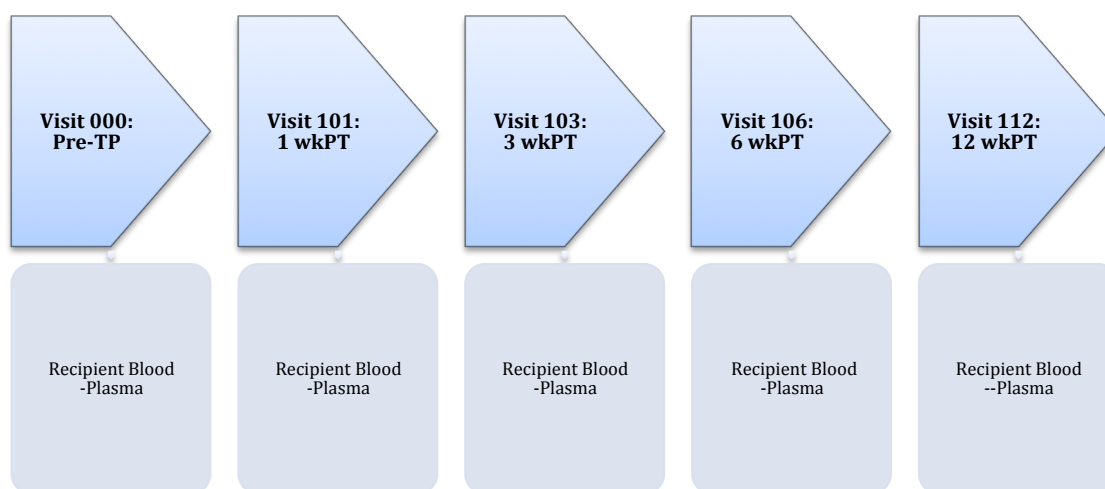 Visit 000:
Pre-TP
Visit 101:
1 wkPT
Visit 103:
3 wkPT
Visit 106:
6 wkPT
Visit 112:
12 wkPT
Recipient Blood
-Plasma
Recipient Blood
-Plasma
Recipient Blood
-Plasma
Recipient Blood
-Plasma
Recipient Blood
--Plasma